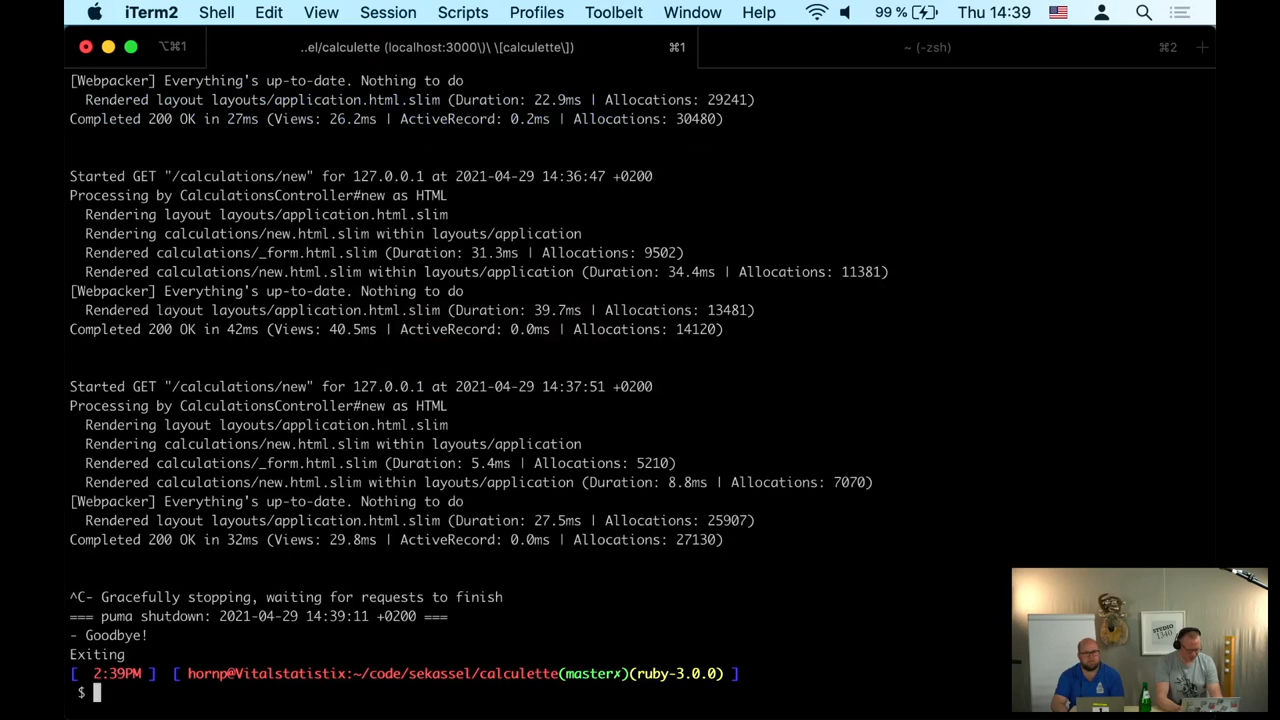 iTerm2 Shell Edit View Session Scripts Profiles Toolbelt Window Help 99 % Thu 14:39
⌥⌘1 ..el/calculette (localhost:3000\)\ \[calculette\]) ⌘1 ~ (-zsh) ⌘2 +
[Webpacker] Everything's up-to-date. Nothing to do
  Rendered layout layouts/application.html.slim (Duration: 22.9ms | Allocations: 29241)
Completed 200 OK in 27ms (Views: 26.2ms | ActiveRecord: 0.2ms | Allocations: 30480)
Started GET "/calculations/new" for 127.0.0.1 at 2021-04-29 14:36:47 +0200
Processing by CalculationsController#new as HTML
  Rendering layout layouts/application.html.slim
  Rendering calculations/new.html.slim within layouts/application
  Rendered calculations/_form.html.slim (Duration: 31.3ms | Allocations: 9502)
  Rendered calculations/new.html.slim within layouts/application (Duration: 34.4ms | Allocations: 11381)
[Webpacker] Everything's up-to-date. Nothing to do
  Rendered layout layouts/application.html.slim (Duration: 39.7ms | Allocations: 13481)
Completed 200 OK in 42ms (Views: 40.5ms | ActiveRecord: 0.0ms | Allocations: 14120)
Started GET "/calculations/new" for 127.0.0.1 at 2021-04-29 14:37:51 +0200
Processing by CalculationsController#new as HTML
  Rendering layout layouts/application.html.slim
  Rendering calculations/new.html.slim within layouts/application
  Rendered calculations/_form.html.slim (Duration: 5.4ms | Allocations: 5210)
  Rendered calculations/new.html.slim within layouts/application (Duration: 8.8ms | Allocations: 7070)
[Webpacker] Everything's up-to-date. Nothing to do
  Rendered layout layouts/application.html.slim (Duration: 27.5ms | Allocations: 25907)
Completed 200 OK in 32ms (Views: 29.8ms | ActiveRecord: 0.0ms | Allocations: 27130)
^C- Gracefully stopping, waiting for requests to finish
=== puma shutdown: 2021-04-29 14:39:11 +0200 ===
- Goodbye!
Exiting
[ 2:39PM ] [ hornp@Vitalstatistix:~/code/sekassel/calculette(master✗)(ruby-3.0.0) ]
$
STUDIO
1340